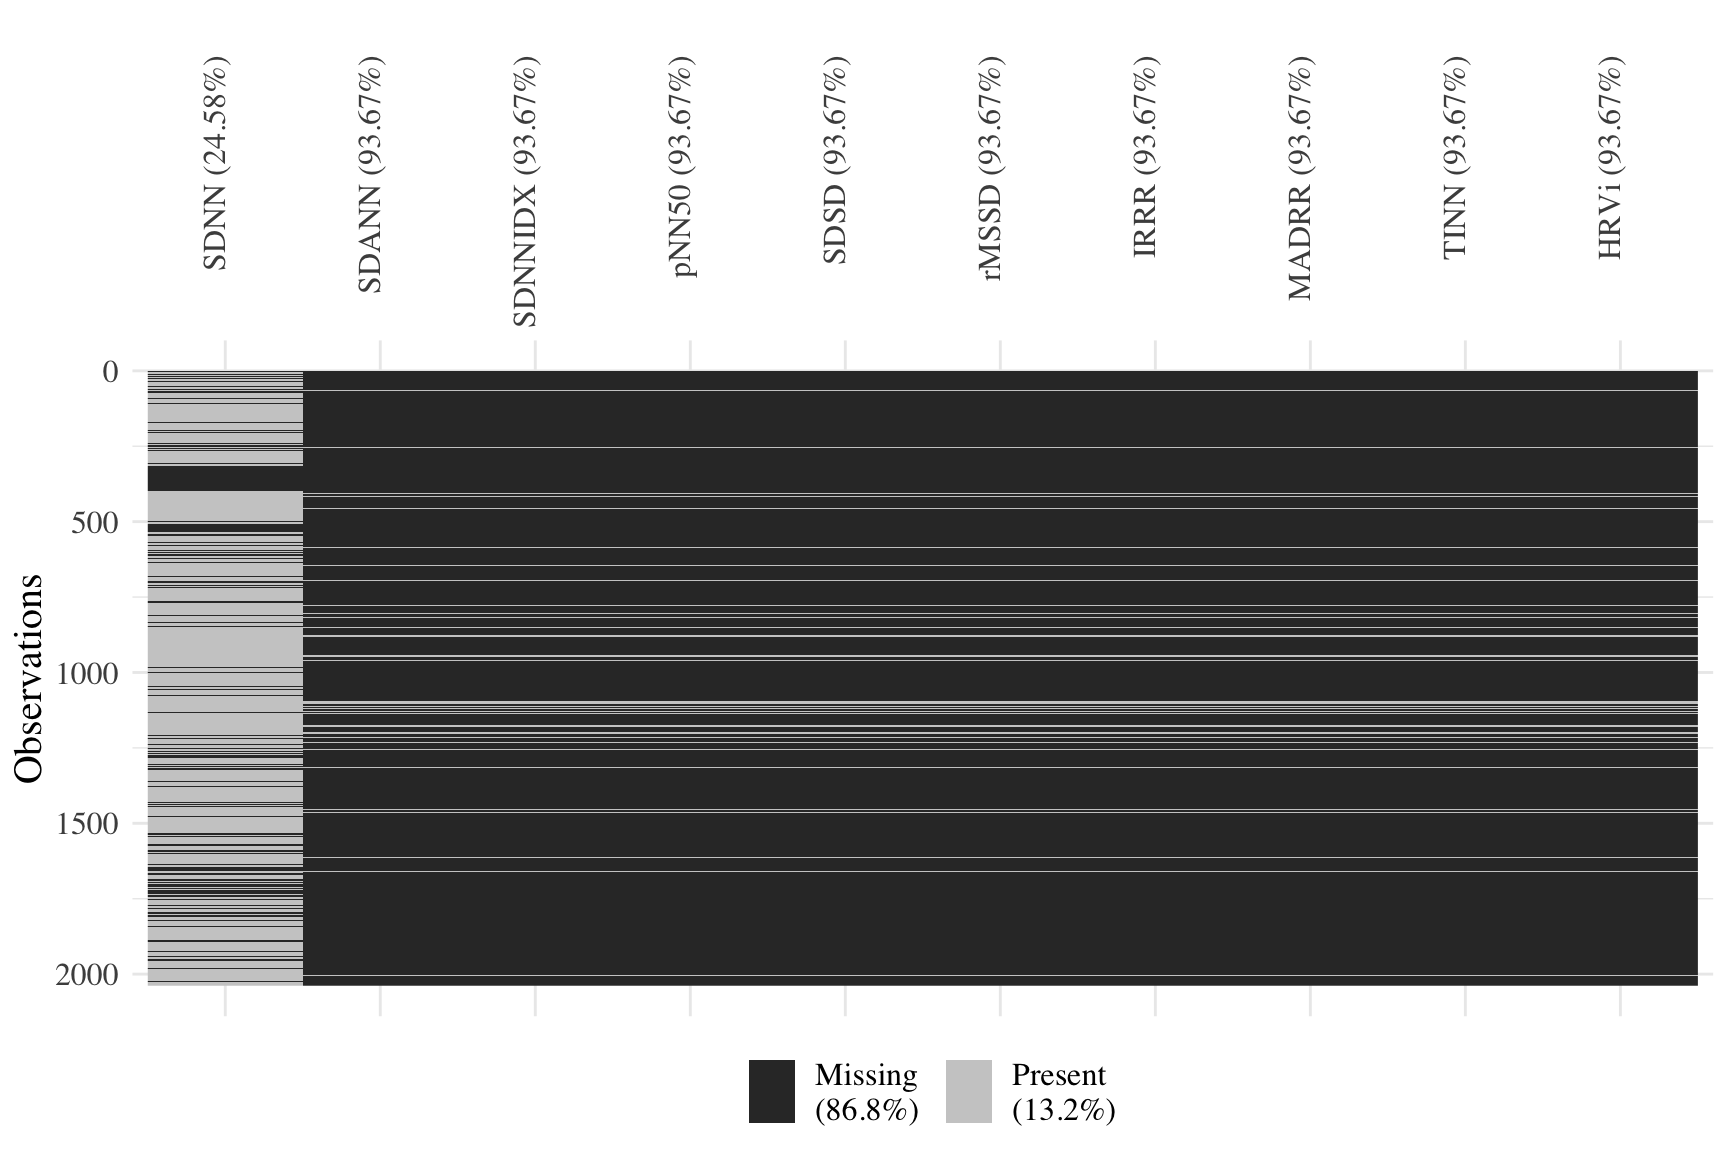 SDNN (24.58%)
SDANN (93.67%)
SDNNIDX (93.67%)
pNN50 (93.67%)
SDSD (93.67%)
rMSSD (93.67%)
IRRR (93.67%)
MADRR (93.67%)
TINN (93.67%)
HRVi (93.67%)
0
500
1000
1500
2000
Observations
Missing
(86.8%)
Present
(13.2%)